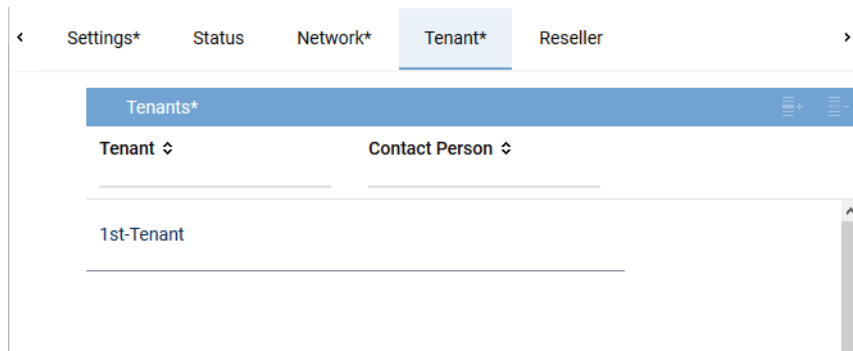 Settings* Status Network* Tenant* Reseller
Tenants*
Tenant Contact Person
1st-Tenant